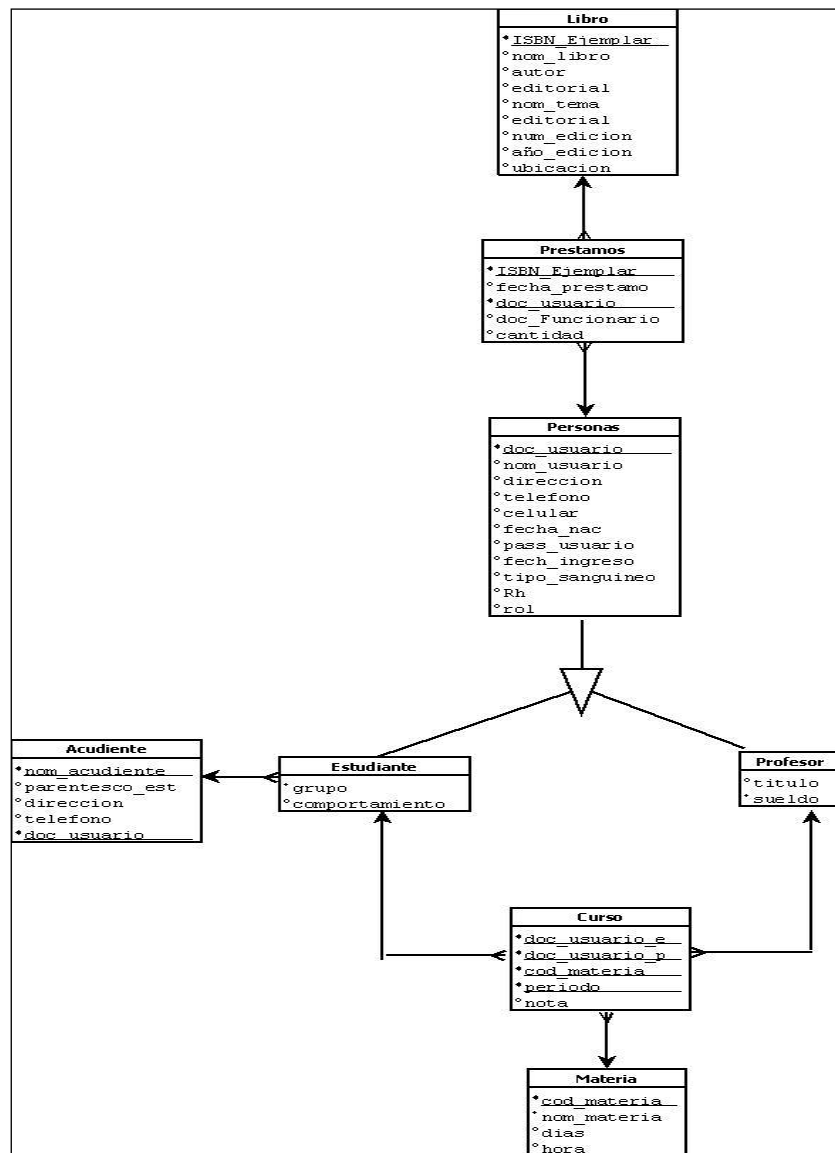 Libro
ISBN_Ejemplar
nom_libro
autor
editorial
nom_tema
editorial
num_edicion
año_edicion
ubicacion
Prestamos
ISBN_Ejemplar
fecha_prestamo
doc_usuario
doc_Funcionario
cantidad
Personas
doc_usuario
nom_usuario
direccion
telefono
celular
fecha_nac
pass_usuario
fech_ingreso
tipo_sanguineo
Rh
rol
Acudiente
nom_acudiente
parentesco_est
direccion
telefono
doc_usuario
Estudiante
grupo
comportamiento
Profesor
titulo
sueldo
Curso
doc_usuario_e
doc_usuario_p
cod_materia
periodo
nota
Materia
cod_materia
nom_materia
dias
hora